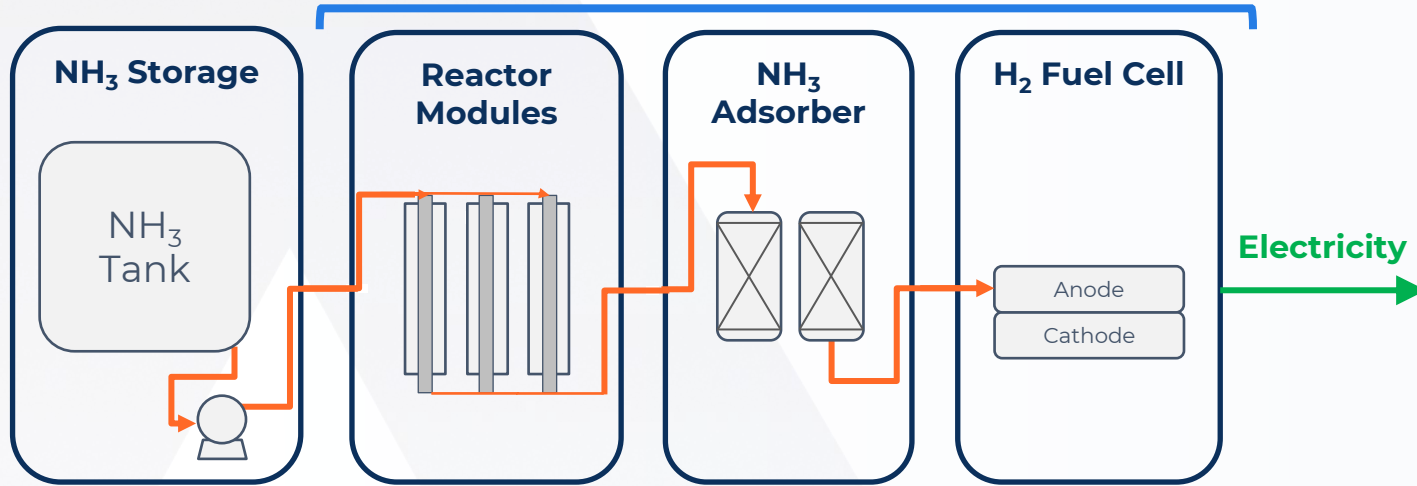 NH₃ Storage
NH₃
Tank
Reactor
Modules
NH₃
Adsorber
H₂ Fuel Cell
Anode
Cathode
Electricity